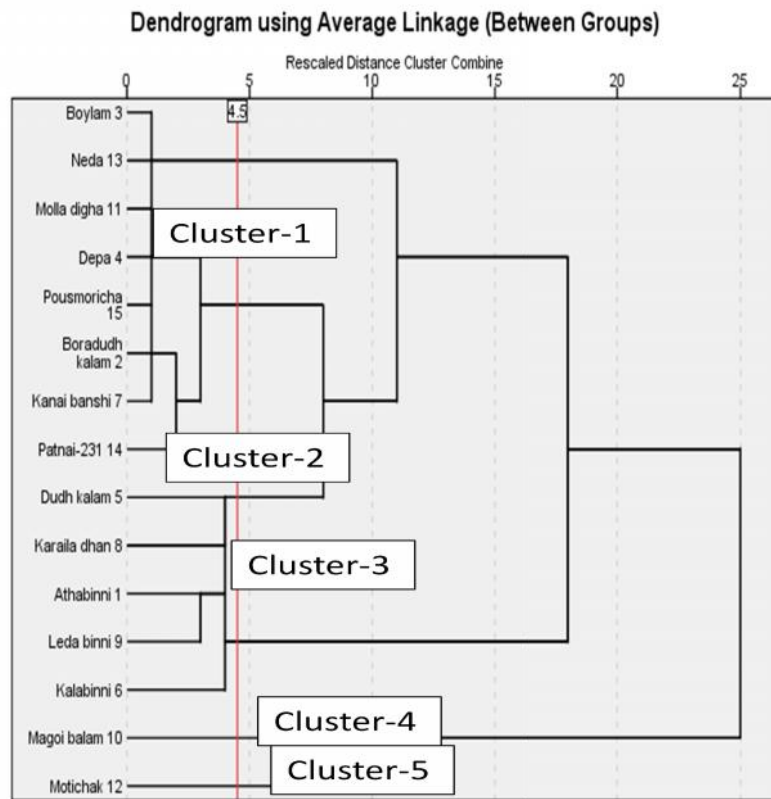 Dendrogram using Average Linkage (Between Groups)
Rescaled Distance Cluster Combine
0 5 10 15 20 25
4.5
Boylam 3
Neda 13
Molla digha 11
Cluster-1
Depa 4
Pousmoricha
15
Boradudh
kalam 2
Kanai banshi 7
Patnai-231 14
Cluster-2
Dudh kalam 5
Karaila dhan 8
Cluster-3
Athabinni 1
Leda binni 9
Kalabinni 6
Cluster-4
Magoi balam 10
Cluster-5
Motichak 12